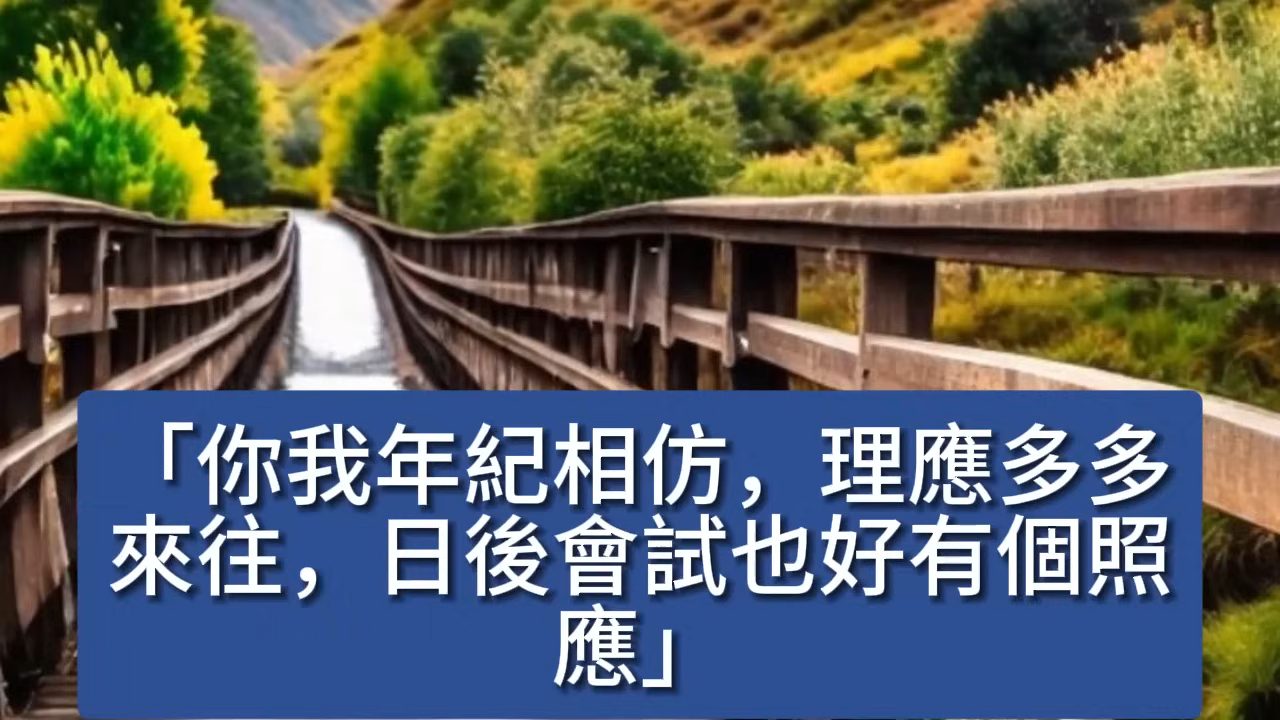 「你我年紀相仿，理應多多
來往，日後會試也好有個照
應」